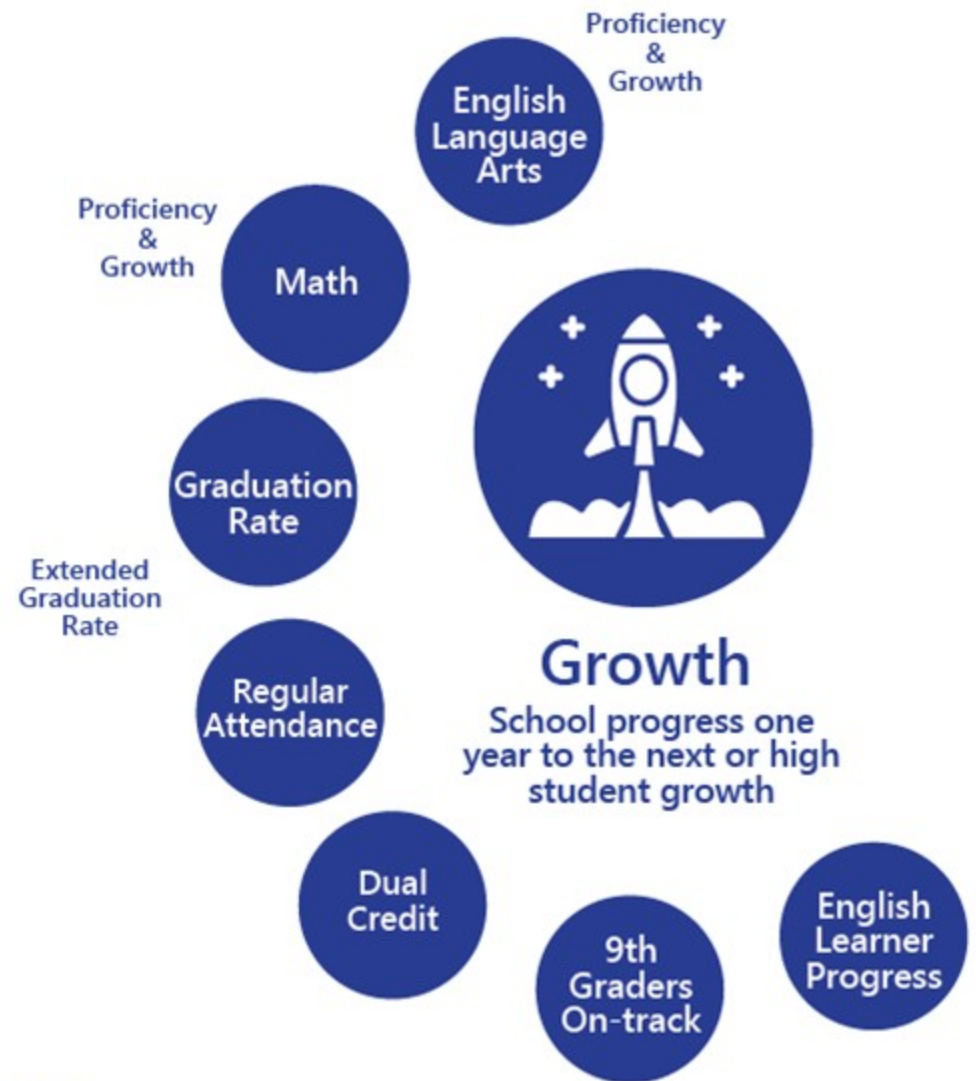 Proficiency
&
Growth
English
Language
Arts
Proficiency
&
Growth
Math
Graduation
Rate
Extended
Graduation
Rate
Regular
Attendance
Growth
School progress one
year to the next or high
student growth
Dual
Credit
9th
Graders
On-track
English
Learner
Progress